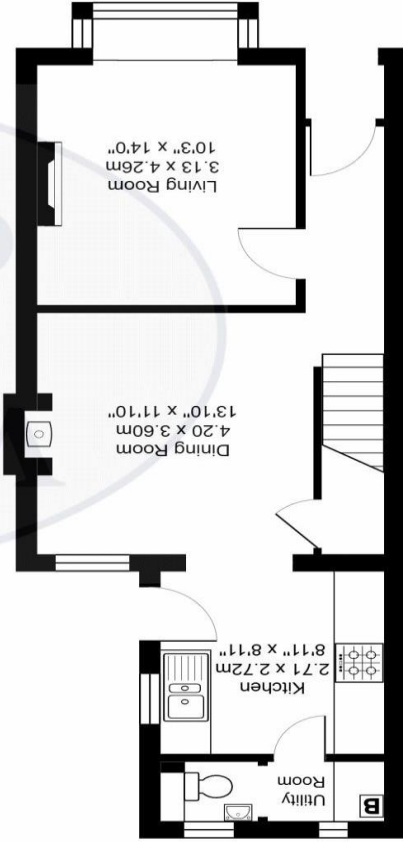 Utility
Room
B
Kitchen
2.71 x 2.72m
8'11" x 8'11"
Dining Room
4.20 x 3.60m
13'10" x 11'10"
Living Room
3.13 x 4.26m
10'3" x 14'0"